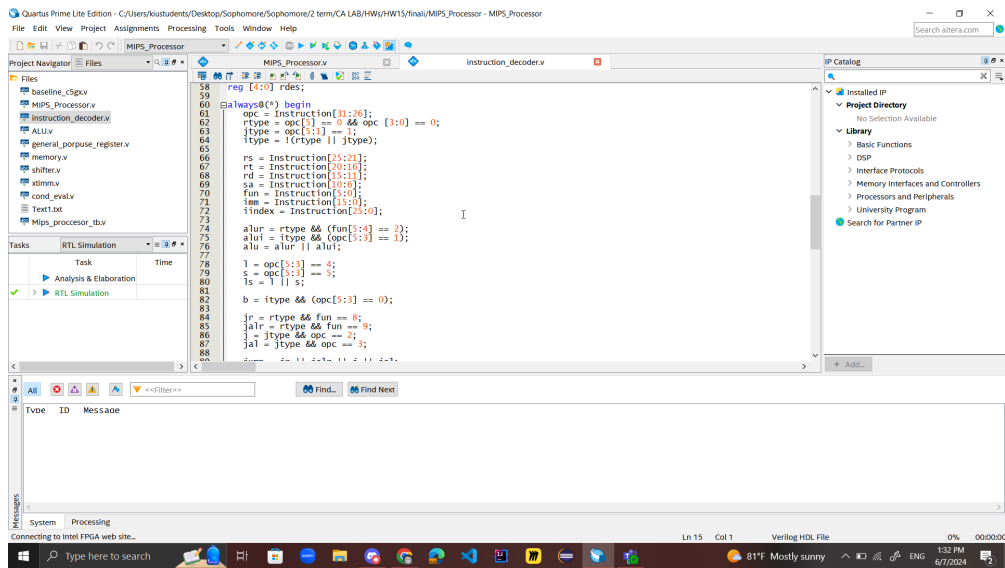 Quartus Prime Lite Edition - C:/Users/kiustudents/Desktop/Sophomore/Sophomore/2 term/CA LAB/HWs/HW15/finali/MIPS_Processor - MIPS_Processor
File Edit View Project Assignments Processing Tools Window Help
Search altera.com
MIPS_Processor
Project Navigator Files
MIPS_Processor.v
instruction_decoder.v
IP Catalog
Files
baseline_c5gx.v
MIPS_Processor.v
instruction_decoder.v
ALU.v
general_porpuse_register.v
memory.v
shifter.v
xtimm.v
cond_eval.v
Text1.txt
Mips_proccesor_tb.v
Tasks RTL Simulation
Task Time
Analysis & Elaboration
RTL Simulation
58 reg [4:0] rdes;
59
60 always@(*) begin
61 opc = Instruction[31:26];
62 rtype = opc[5] == 0 && opc [3:0] == 0;
63 jtype = opc[5:1] == 1;
64 itype = !(rtype || jtype);
65
66 rs = Instruction[25:21];
67 rt = Instruction[20:16];
68 rd = Instruction[15:11];
69 sa = Instruction[10:6];
70 fun = Instruction[5:0];
71 imm = Instruction[15:0];
72 iindex = Instruction[25:0];
73
74 alur = rtype && (fun[5:4] == 2);
75 alui = itype && (opc[5:3] == 1);
76 alu = alur || alui;
77
78 l = opc[5:3] == 4;
79 s = opc[5:3] == 5;
80 ls = l || s;
81
82 b = itype && (opc[5:3] == 0);
83
84 jr = rtype && fun == 8;
85 jalr = rtype && fun == 9;
86 j = jtype && opc == 2;
87 jal = jtype && opc == 3;
88
Installed IP
Project Directory
No Selection Available
Library
Basic Functions
DSP
Interface Protocols
Memory Interfaces and Controllers
Processors and Peripherals
University Program
Search for Partner IP
+ Add...
All
<<Filter>>
Find...
Find Next
Type ID Message
Messages
System Processing
Connecting to Intel FPGA web site...
Ln 15 Col 1 Verilog HDL File 0% 00:00:00
Type here to search
81°F Mostly sunny
ENG
1:32 PM
6/7/2024